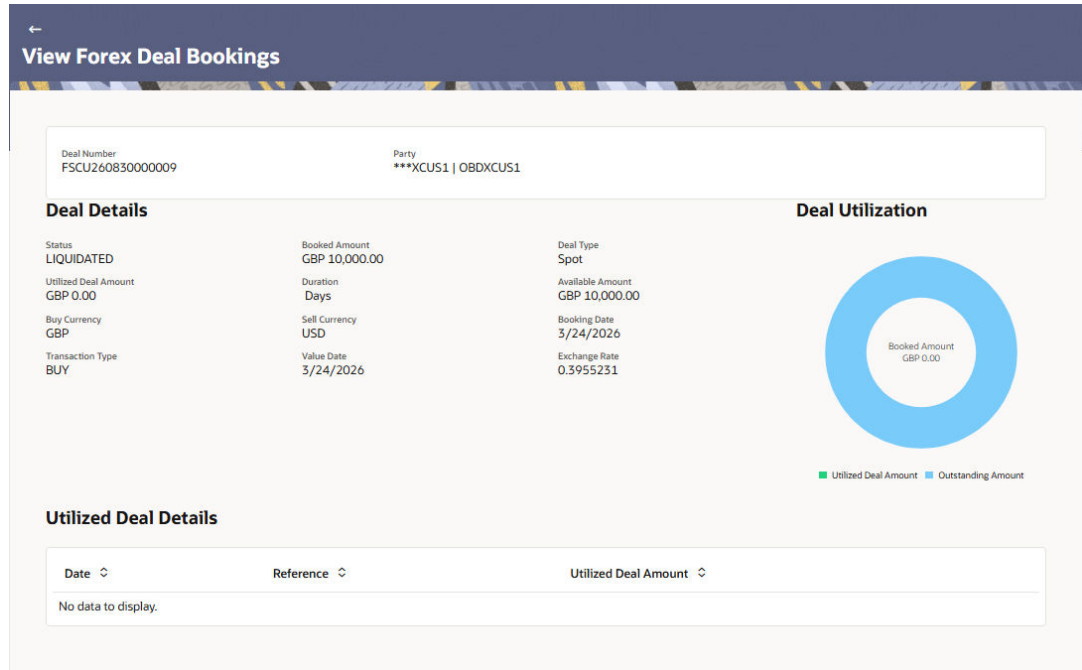 ←
View Forex Deal Bookings
Deal Number
FSCU260830000009
Party
***XCUS1 | OBDXCUS1
Deal Details
Status
LIQUIDATED
Booked Amount
GBP 10,000.00
Deal Type
Spot
Utilized Deal Amount
GBP 0.00
Duration
Days
Available Amount
GBP 10,000.00
Buy Currency
GBP
Sell Currency
USD
Booking Date
3/24/2026
Transaction Type
BUY
Value Date
3/24/2026
Exchange Rate
0.3955231
Deal Utilization
Booked Amount
GBP 0.00
Utilized Deal Amount Outstanding Amount
Utilized Deal Details
Date Reference Utilized Deal Amount
No data to display.